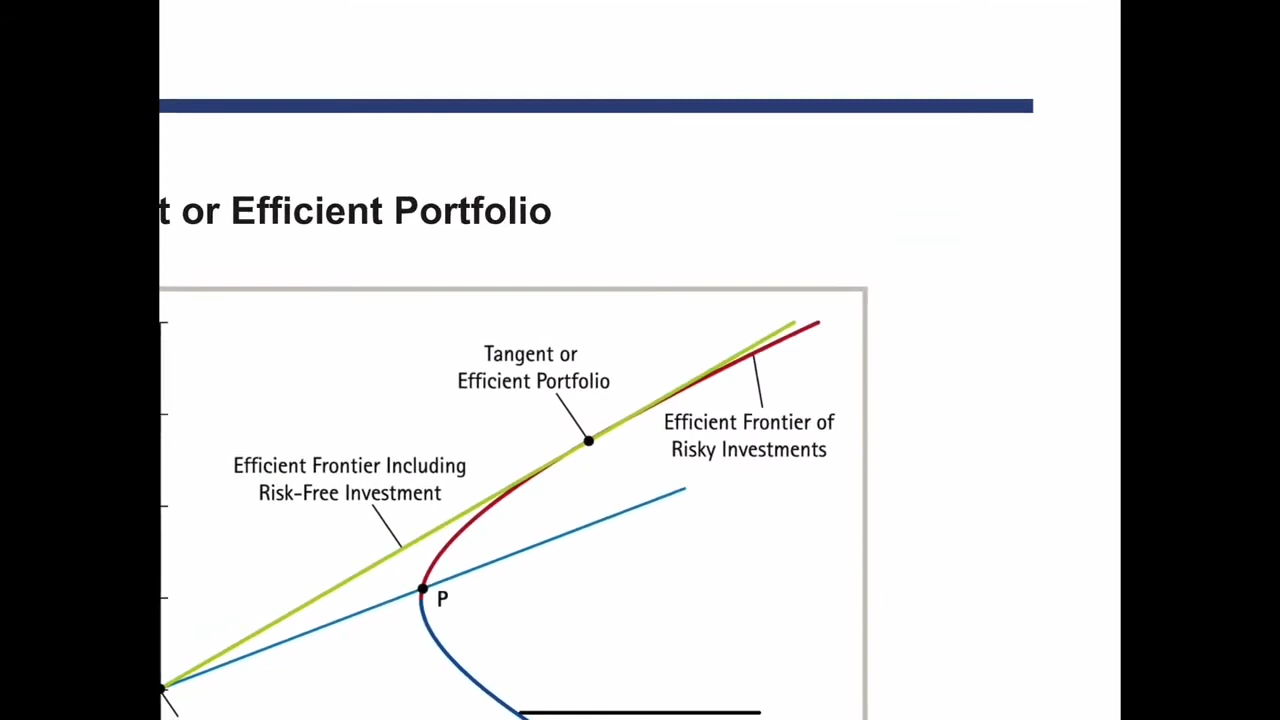 t or Efficient Portfolio
Tangent or
Efficient Portfolio
Efficient Frontier of
Risky Investments
Efficient Frontier Including
Risk-Free Investment
P